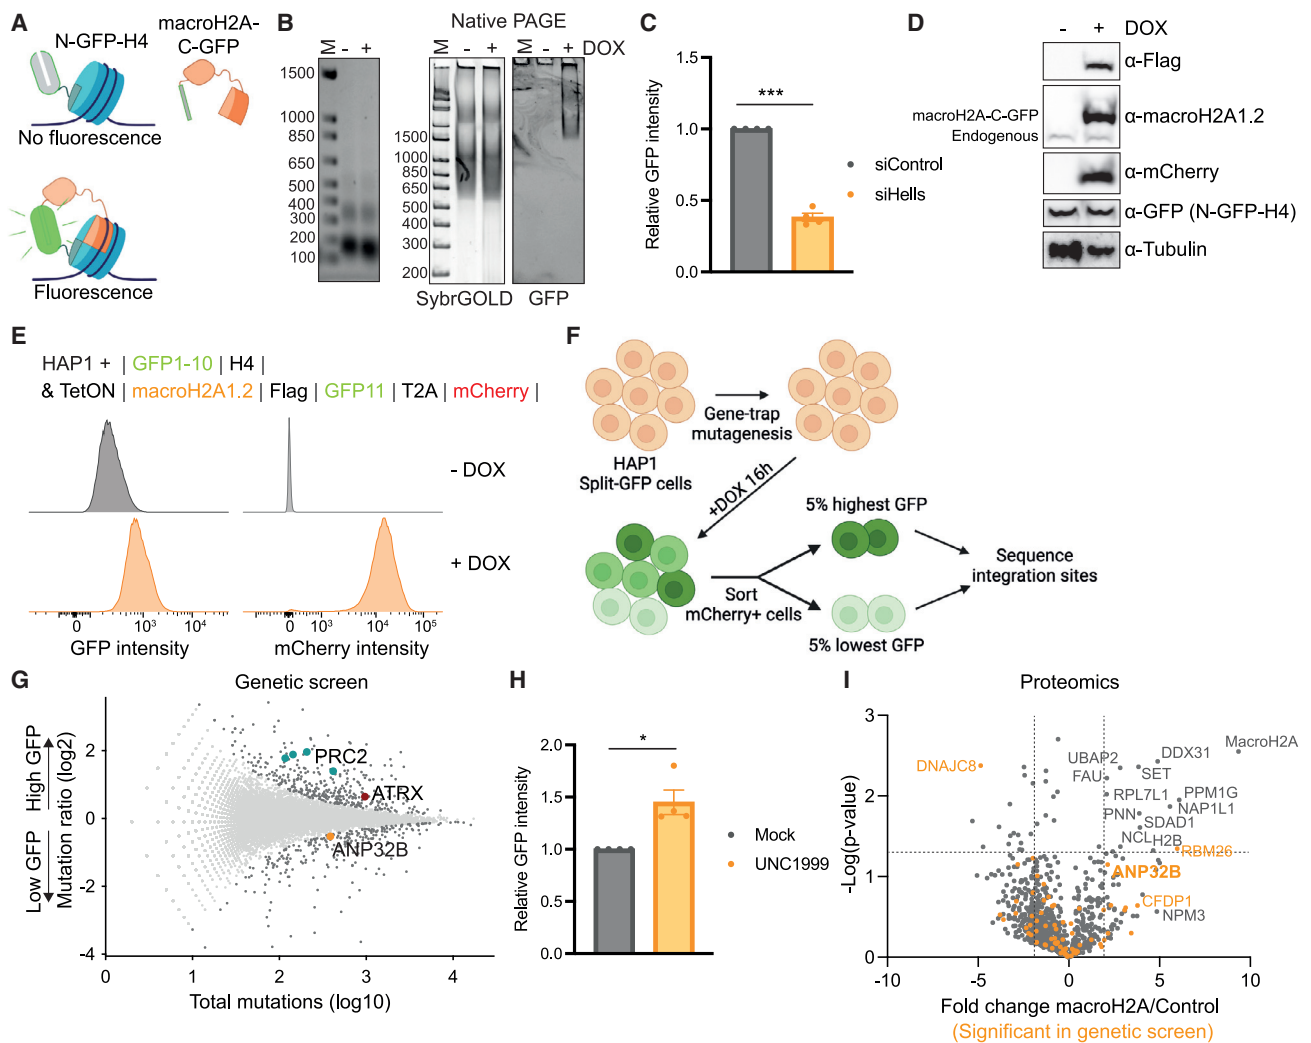 A
N-GFP-H4
macroH2A-
C-GFP
No fluorescence
Fluorescence
B
Native PAGE
M - +
M - +
M - + DOX
1500
1000
850
650
500
400
300
200
100
1500
1000
850
650
500
400
300
200
SybrGOLD
GFP
C
Relative GFP intensity
1.5
1.0
0.5
0.0
***
siControl
siHells
D
- + DOX
α-Flag
macroH2A-C-GFP
Endogenous
α-macroH2A1.2
α-mCherry
α-GFP (N-GFP-H4)
α-Tubulin
E
HAP1 + | GFP1-10 | H4 |
& TetON | macroH2A1.2 | Flag | GFP11 | T2A | mCherry |
- DOX
+ DOX
0 10³ 10⁴
GFP intensity
0 10³ 10⁴ 10⁵
mCherry intensity
F
Gene-trap
mutagenesis
HAP1
Split-GFP cells
+DOX 16h
Sort
mCherry+ cells
5% highest GFP
5% lowest GFP
Sequence
integration sites
G
Genetic screen
High GFP
Low GFP
Mutation ratio (log2)
2
0
-2
-4
PRC2
ATRX
ANP32B
0 1 2 3 4
Total mutations (log10)
H
Relative GFP intensity
2.0
1.5
1.0
0.5
0.0
*
Mock
UNC1999
I
Proteomics
-Log(p-value)
3
2
1
0
DNAJC8
UBAP2
FAU
DDX31
SET
MacroH2A
RPL7L1
PPM1G
PNN
NAP1L1
SDAD1
NCL
H2B
RBM26
ANP32B
CFDP1
NPM3
-10 -5 0 5 10
Fold change macroH2A/Control
(Significant in genetic screen)